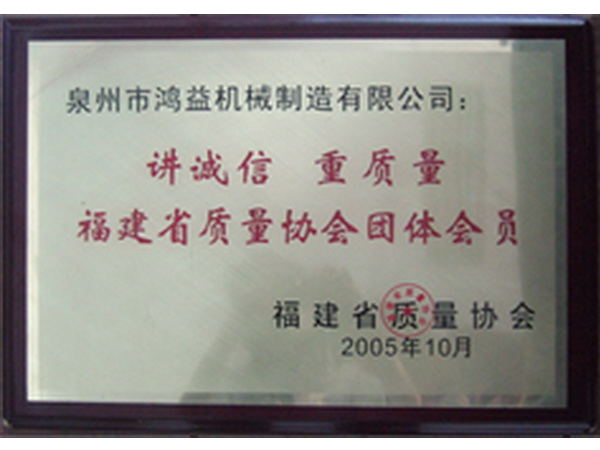 泉州市鸿益机械制造有限公司：
讲诚信 重质量
福建省质量协会团体会员
福建省质量协会
2005年10月